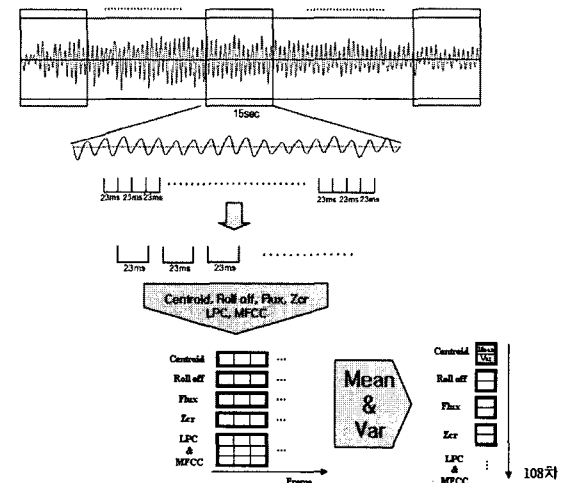 15sec
23ms 23ms 23ms
23ms 23ms 23ms
23ms 23ms 23ms
Centroid, Roll off, Flux, Zcr
LPC, MFCC
Centroid
Roll off
Flux
Zcr
LPC
&
MFCC
Frame
Mean
&
Var
Centroid
Mean
Var
Roll off
Flux
Zcr
LPC
&
MFCC
108차